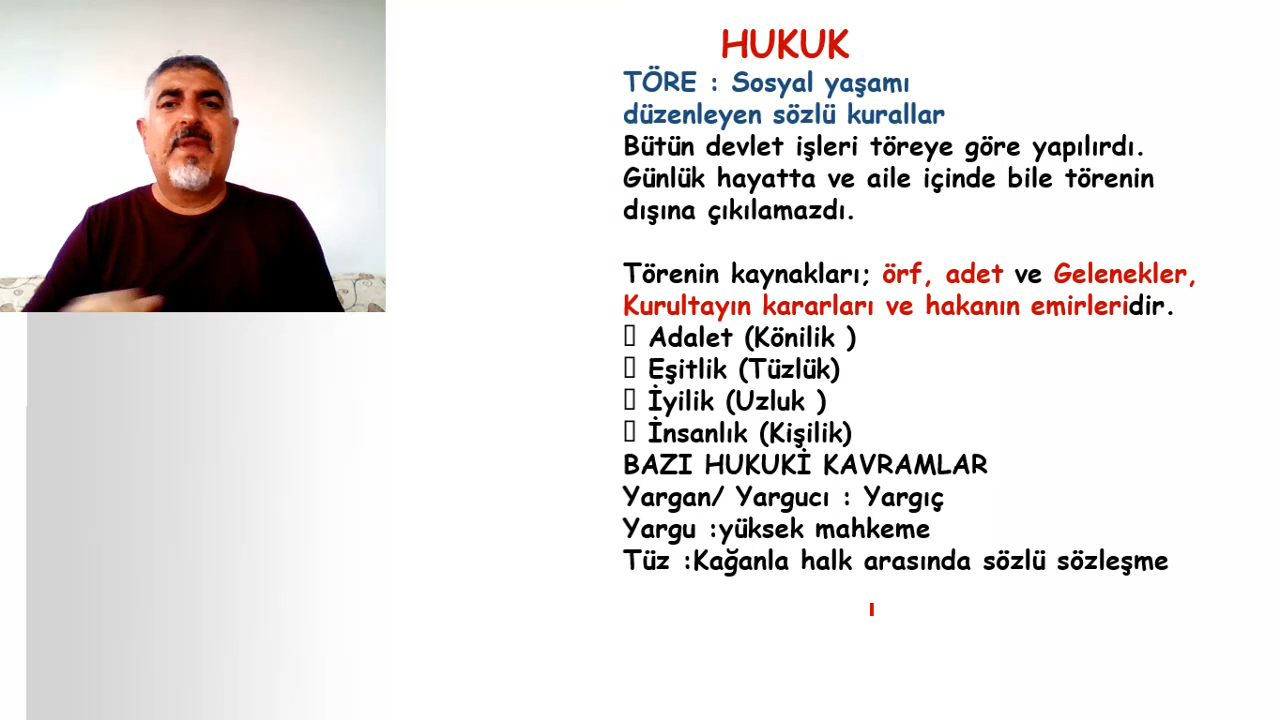 HUKUK
TÖRE : Sosyal yaşamı
düzenleyen sözlü kurallar
Bütün devlet işleri töreye göre yapılırdı.
Günlük hayatta ve aile içinde bile törenin
dışına çıkılamazdı.
Törenin kaynakları; örf, adet ve Gelenekler,
Kurultayın kararları ve hakanın emirleridir.
Adalet (Könilik )
Eşitlik (Tüzlük)
İyilik (Uzluk )
İnsanlık (Kişilik)
BAZI HUKUKİ KAVRAMLAR
Yargan/ Yargucı : Yargıç
Yargu :yüksek mahkeme
Tüz :Kağanla halk arasında sözlü sözleşme